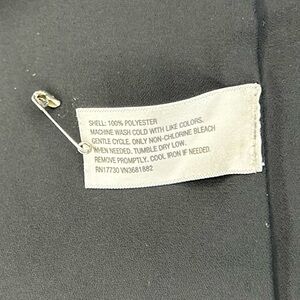 SHELL: 100% POLYESTER
MACHINE WASH COLD WITH LIKE COLORS.
GENTLE CYCLE. ONLY NON-CHLORINE BLEACH
WHEN NEEDED. TUMBLE DRY LOW.
REMOVE PROMPTLY. COOL IRON IF NEEDED.
RN17730 VN3681882